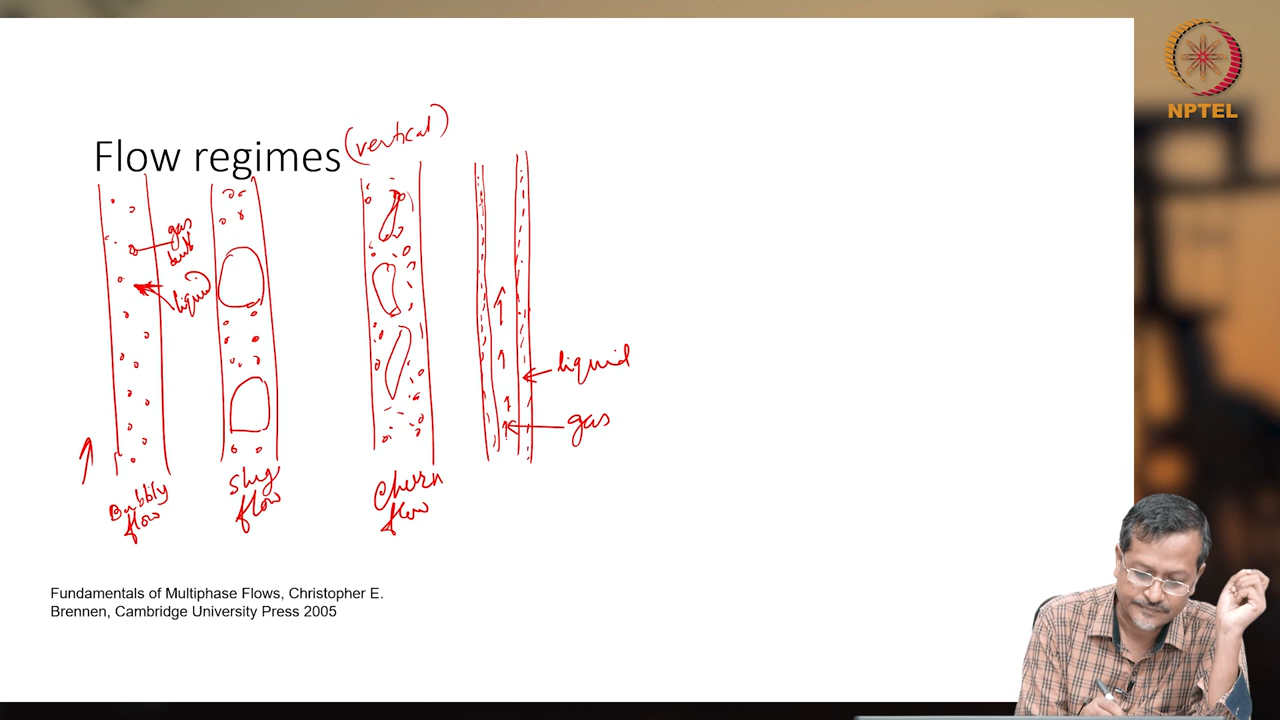 NPTEL
Flow regimes (vertical)
gas
liquid
liquid
gas
Bubbly
flow
Slug
flow
Churn
flow
Fundamentals of Multiphase Flows, Christopher E.
Brennen, Cambridge University Press 2005